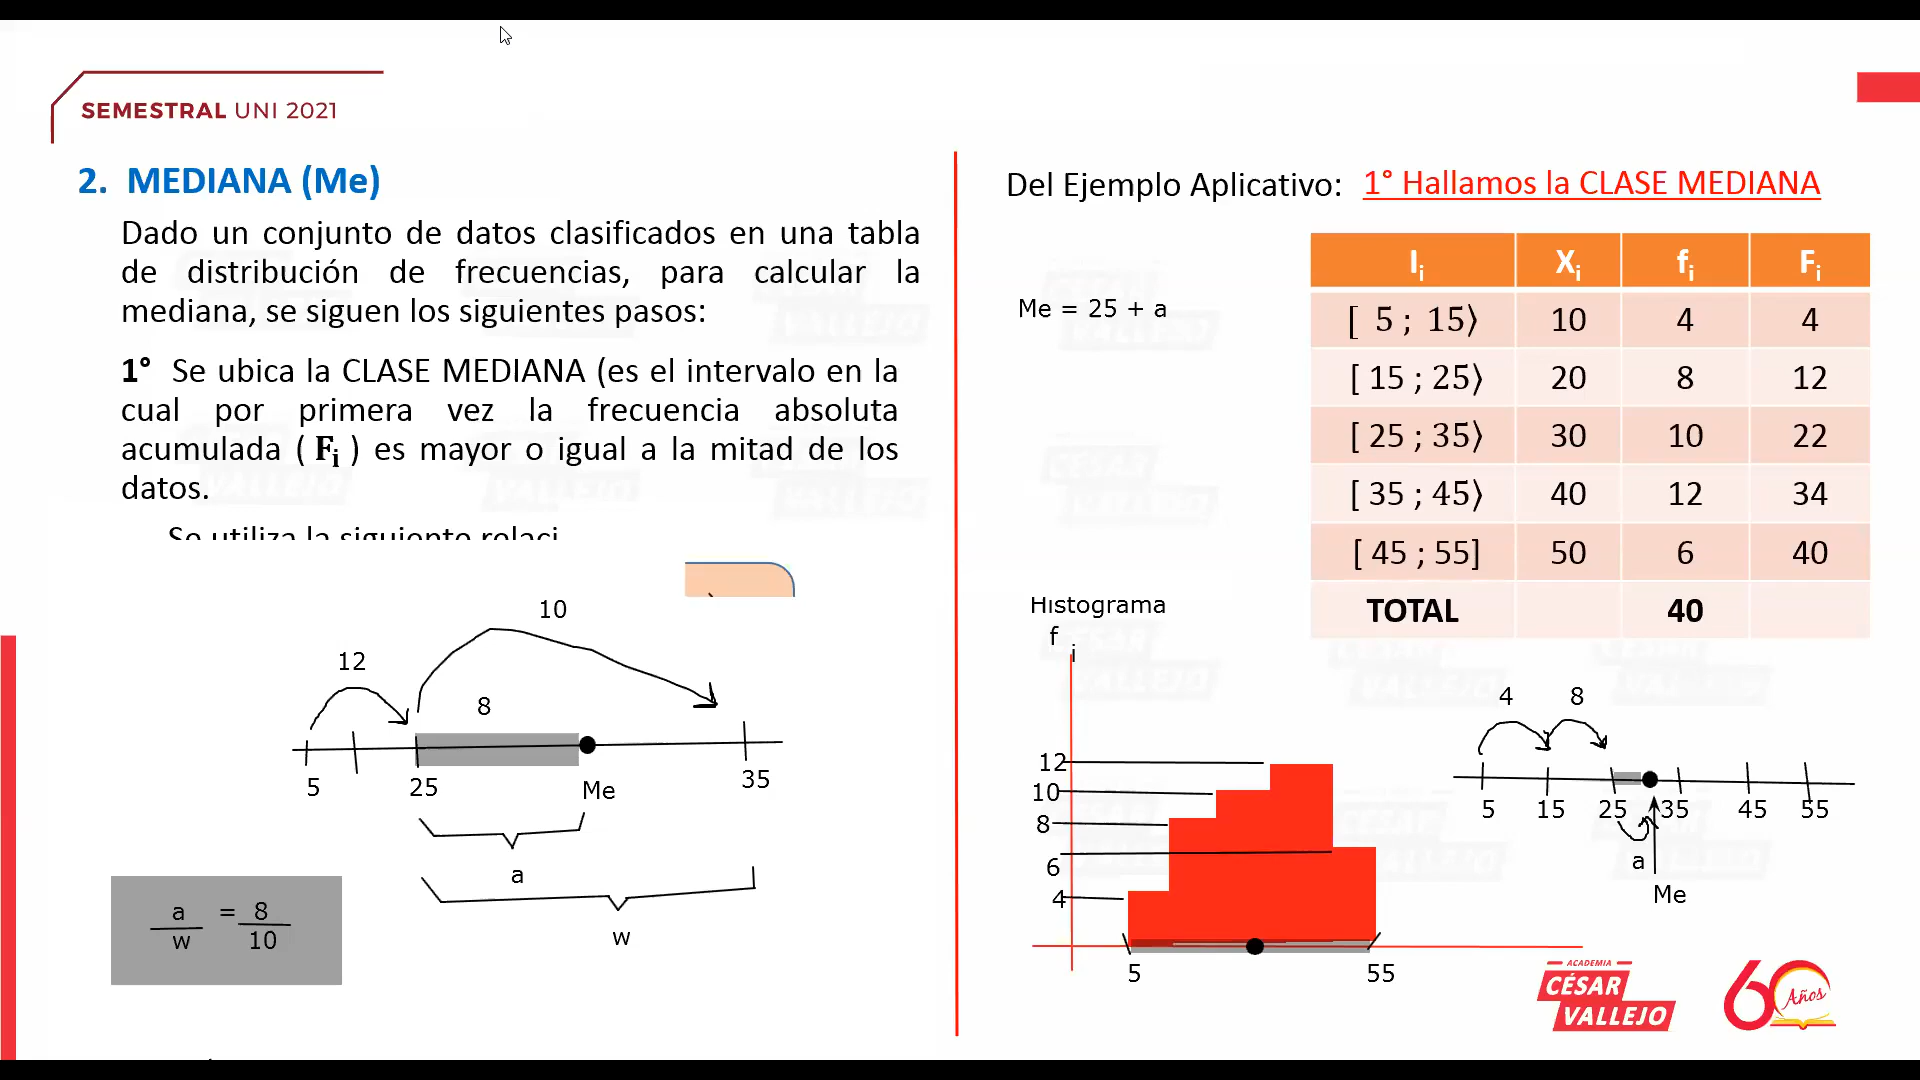 SEMESTRAL UNI 2021
2. MEDIANA (Me)
Dado un conjunto de datos clasificados en una tabla
de distribución de frecuencias, para calcular la
mediana, se siguen los siguientes pasos:
1° Se ubica la CLASE MEDIANA (es el intervalo en la
cual por primera vez la frecuencia absoluta
acumulada ( Fi ) es mayor o igual a la mitad de los
datos.
Se utiliza la siguiente relaci
10
12
8
5 25 Me 35
a
w
a/w = 8/10
Del Ejemplo Aplicativo: 1° Hallamos la CLASE MEDIANA
Me = 25 + a
Ii Xi fi Fi
[ 5 ; 15⟩ 10 4 4
[ 15 ; 25⟩ 20 8 12
[ 25 ; 35⟩ 30 10 22
[ 35 ; 45⟩ 40 12 34
[ 45 ; 55] 50 6 40
TOTAL 40
Histograma
f i
12
10
8
6
4
5 55
4 8
5 15 25 35 45 55
a
Me
ACADEMIA
CÉSAR
VALLEJO
60 Años